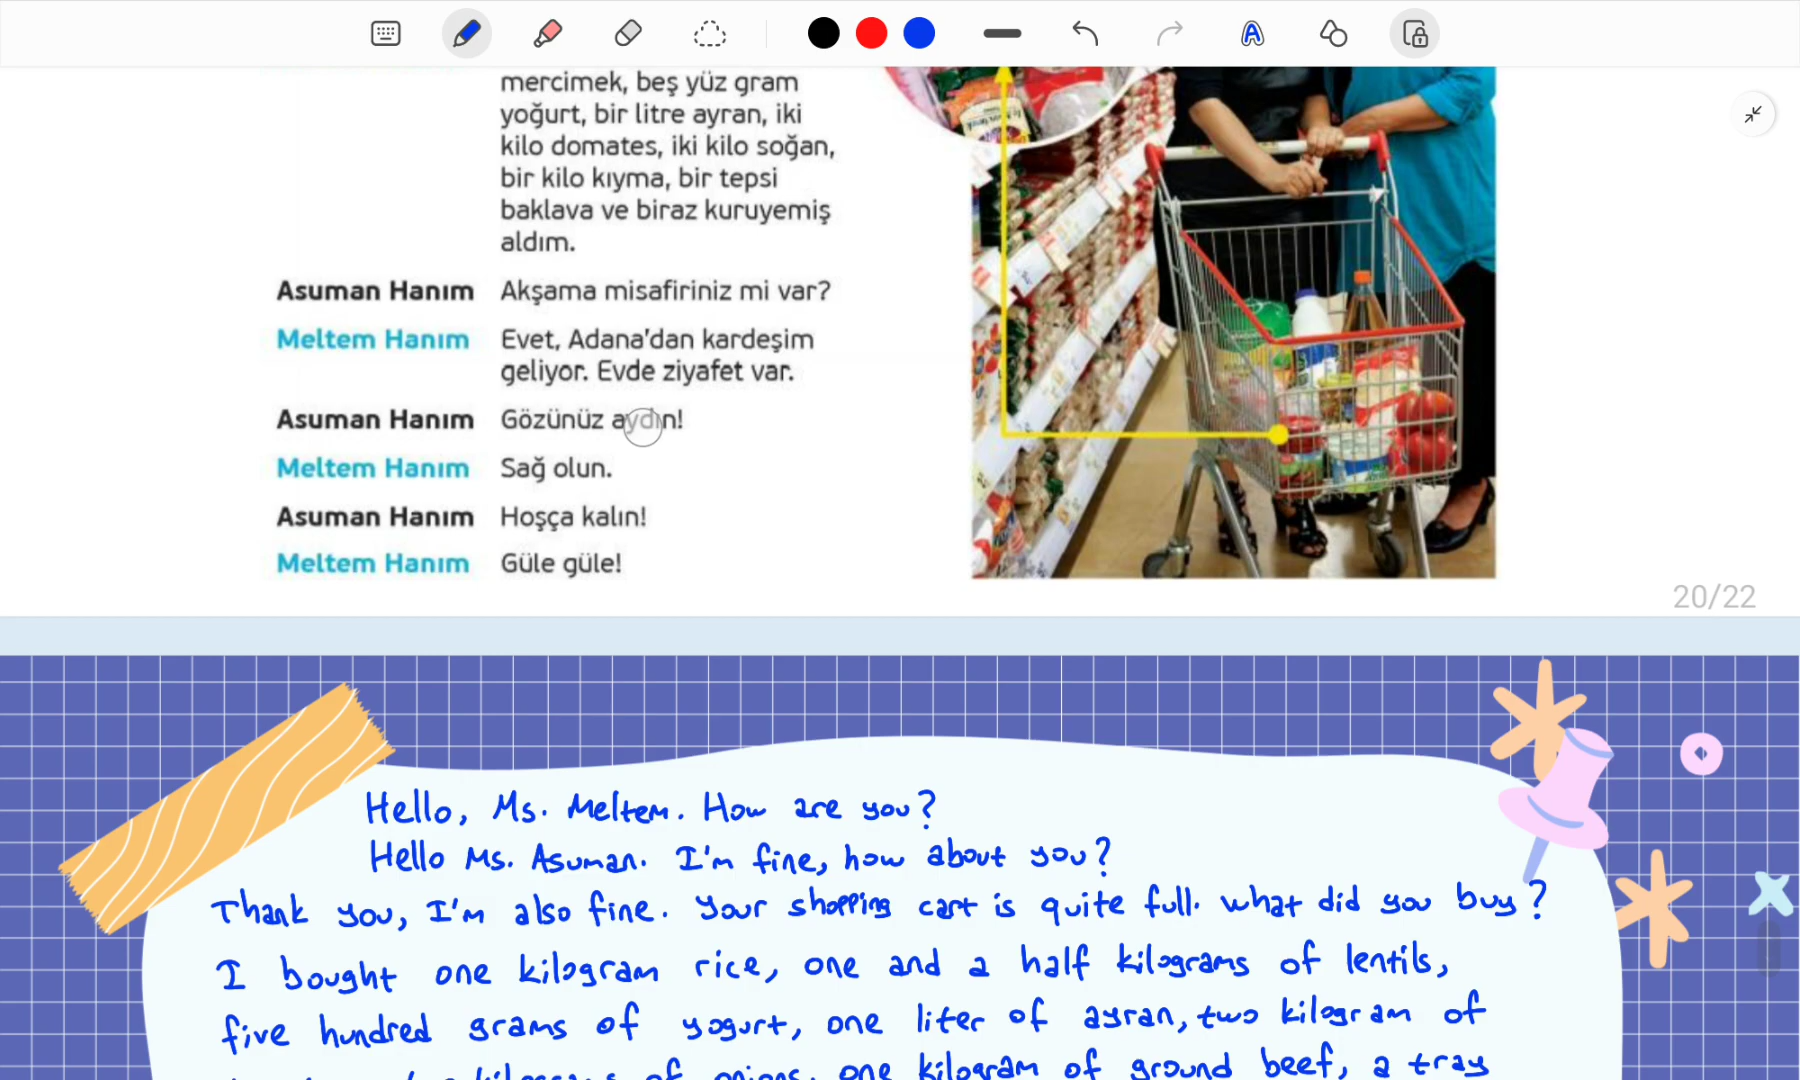 mercimek, beş yüz gram
yoğurt, bir litre ayran, iki
kilo domates, iki kilo soğan,
bir kilo kıyma, bir tepsi
baklava ve biraz kuruyemiş
aldım.
Asuman Hanım Akşama misafiriniz mi var?
Meltem Hanım Evet, Adana'dan kardeşim
geliyor. Evde ziyafet var.
Asuman Hanım Gözünüz aydın!
Meltem Hanım Sağ olun.
Asuman Hanım Hoşça kalın!
Meltem Hanım Güle güle!
20/22
Hello, Ms. Meltem. How are you?
Hello Ms. Asuman. I'm fine, how about you?
Thank you, I'm also fine. Your shopping cart is quite full. What did you buy?
I bought one kilogram rice, one and a half kilograms of lentils,
five hundred grams of yogurt, one liter of ayran, two kilogram of
kilograms of onions, one kilogram of ground beef, a tray